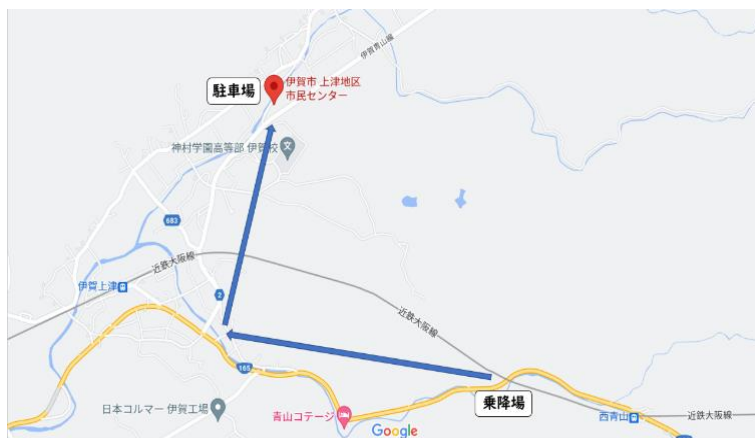 伊賀青山線
駐車場
伊賀市 上津地区
市民センター
神村学園高等部 伊賀校
文
683
近鉄大阪線
伊賀上津
2
近鉄大阪線
165
乗降場
日本コルマー 伊賀工場
青山コテージ
Google
西青山
近鉄大阪線